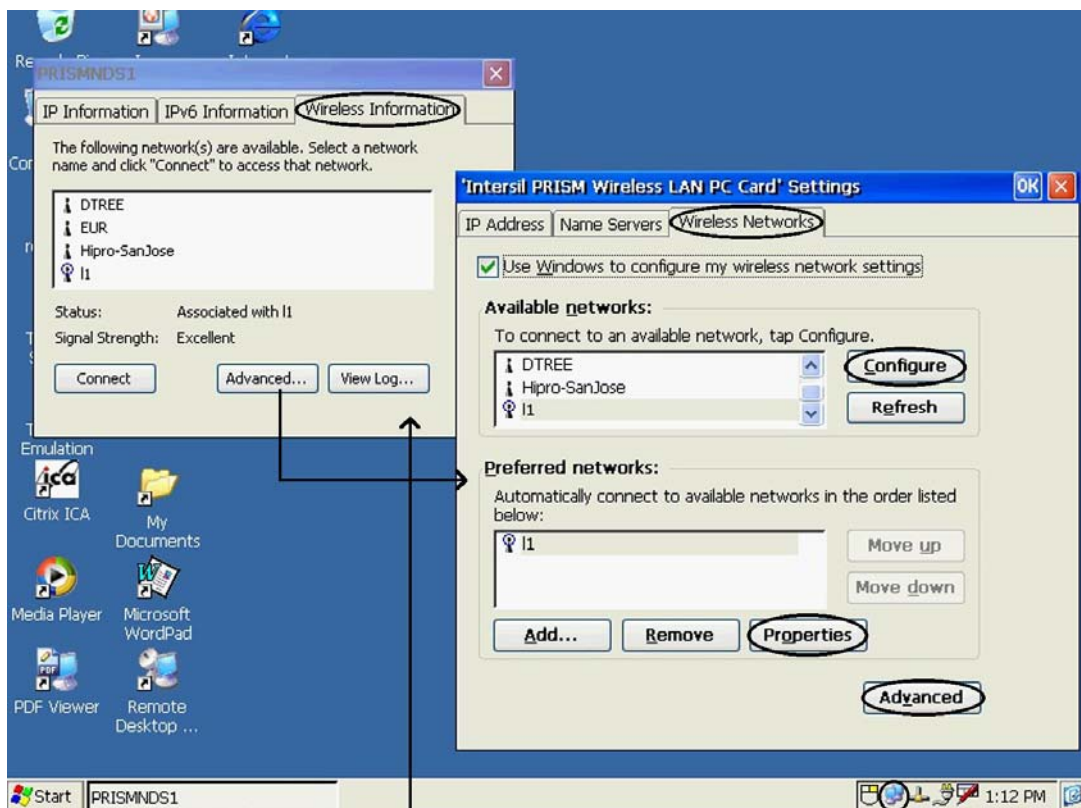 PRISMNDS1
IP Information
IPv6 Information
Wireless Information
The following network(s) are available. Select a network
name and click "Connect" to access that network.
DTREE
EUR
Hipro-SanJose
l1
Status:
Associated with l1
Signal Strength:
Excellent
Connect
Advanced...
View Log...
'Intersil PRISM Wireless LAN PC Card' Settings
OK
IP Address
Name Servers
Wireless Networks
Use Windows to configure my wireless network settings
Available networks:
To connect to an available network, tap Configure.
DTREE
Hipro-SanJose
l1
Configure
Refresh
Preferred networks:
Automatically connect to available networks in the order listed
below:
l1
Move up
Move down
Add...
Remove
Properties
Advanced
Emulation
ica
Citrix ICA
My
Documents
Media Player
Microsoft
WordPad
PDF
PDF Viewer
Remote
Desktop ...
Start
PRISMNDS1
1:12 PM